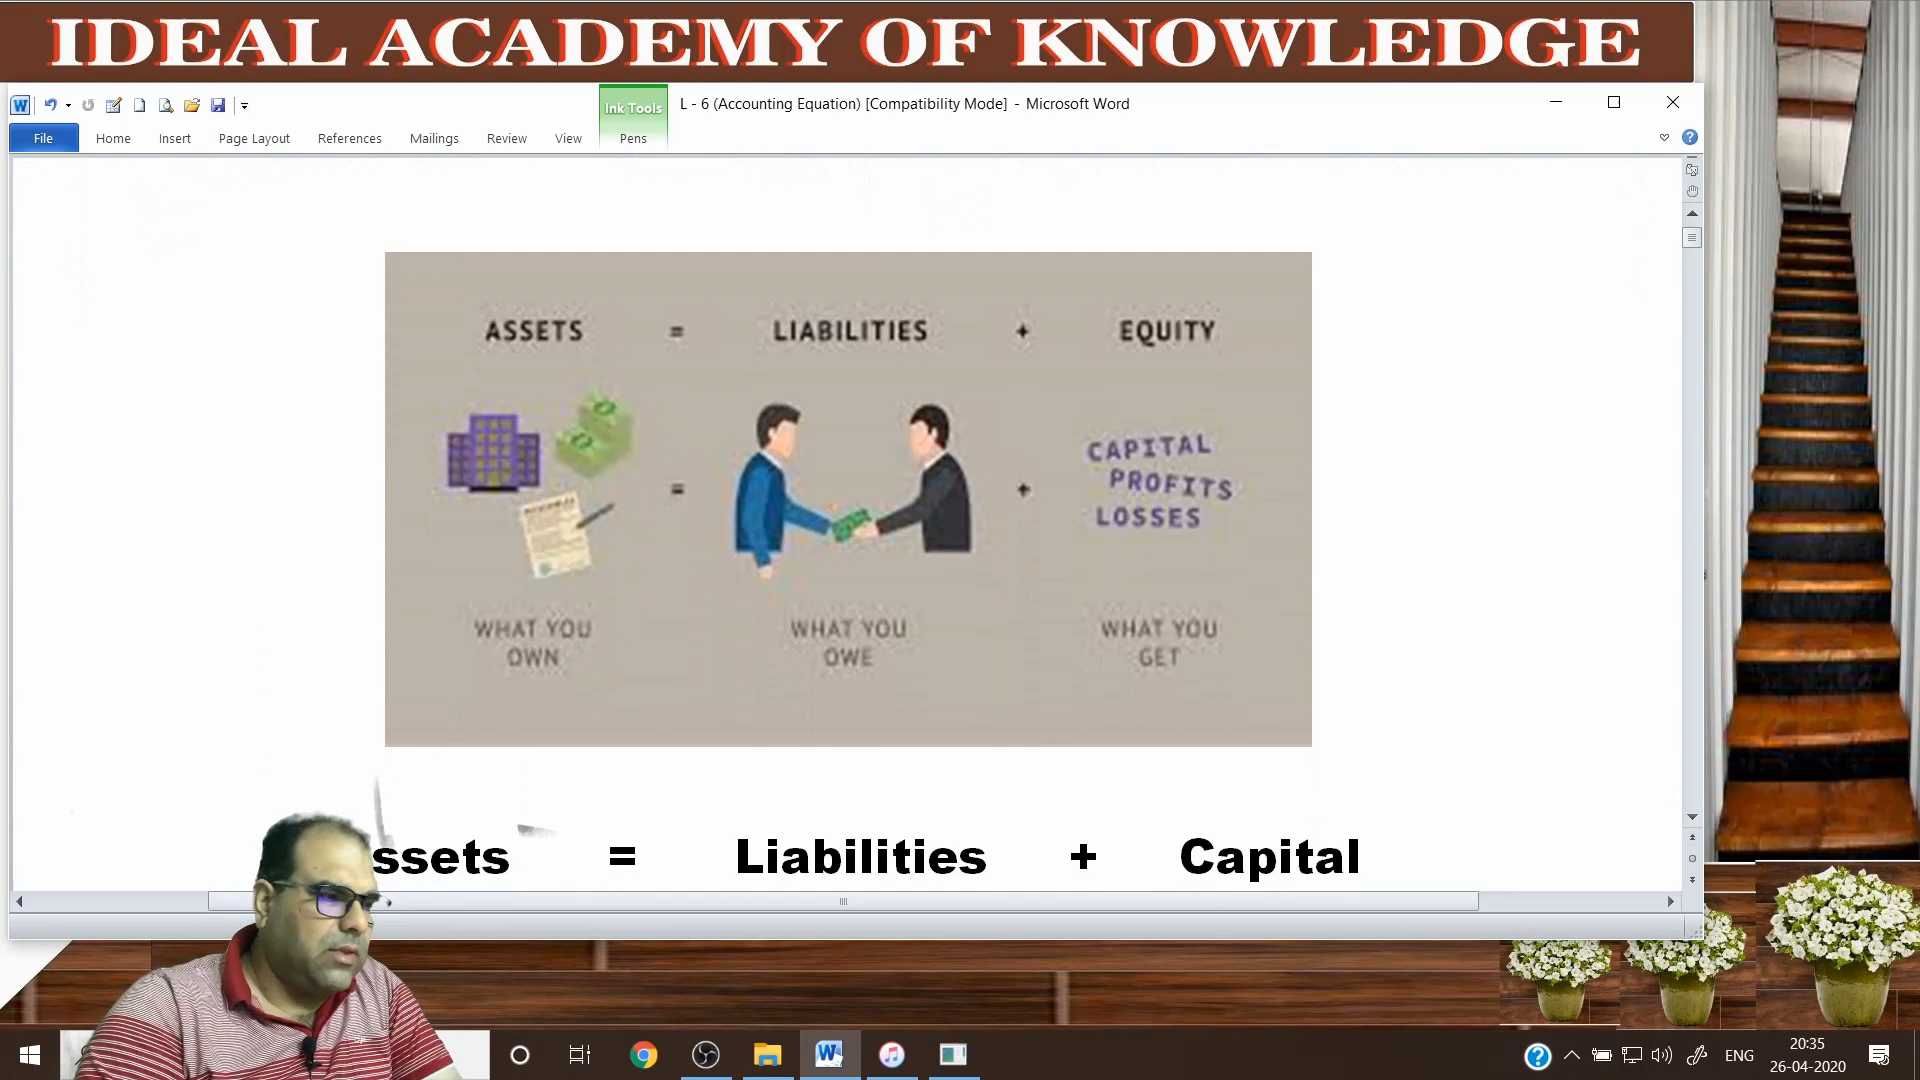 IDEAL ACADEMY OF KNOWLEDGE
Ink Tools
L - 6 (Accounting Equation) [Compatibility Mode] - Microsoft Word
File Home Insert Page Layout References Mailings Review View Pens
ASSETS = LIABILITIES + EQUITY
CAPITAL
PROFITS
= +
LOSSES
WHAT YOU OWN
WHAT YOU OWE
WHAT YOU GET
ssets = Liabilities + Capital
20:35
ENG
26-04-2020